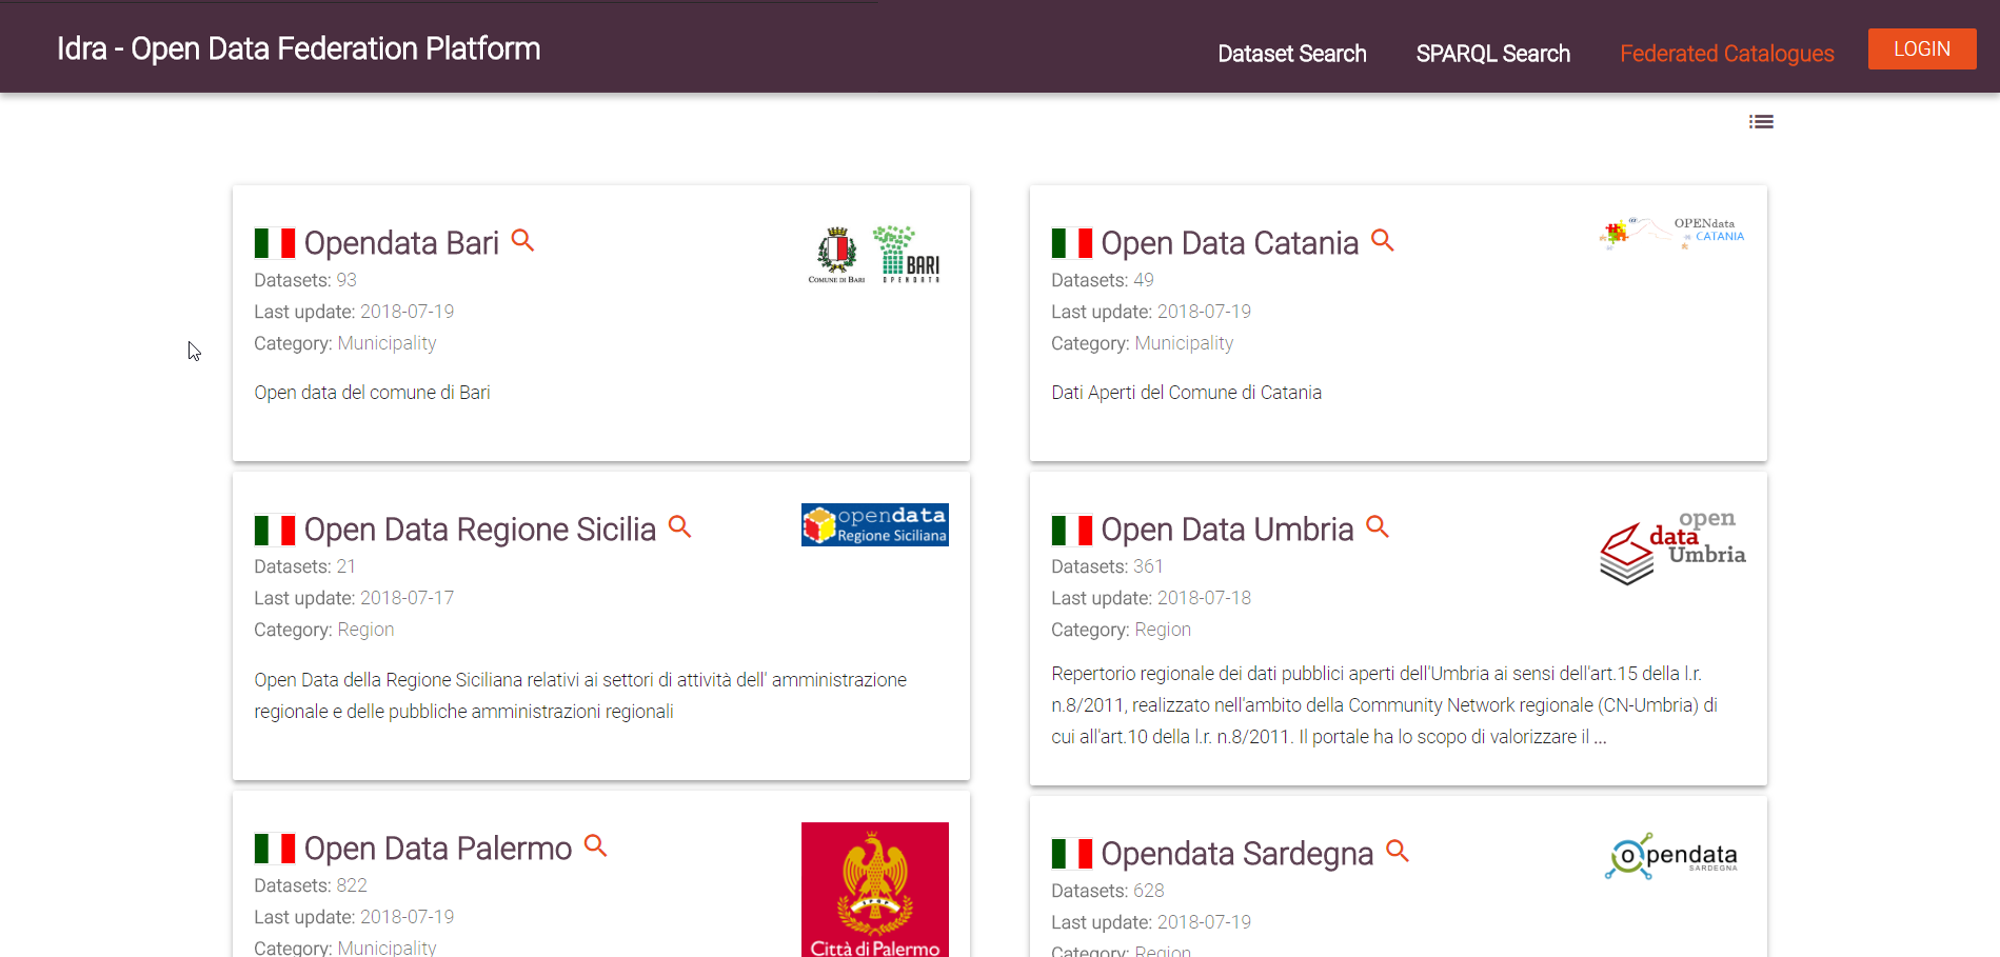 Idra - Open Data Federation Platform
Dataset Search
SPARQL Search
Federated Catalogues
LOGIN
Opendata Bari
COMUNE DI BARI
BARI
OPENDATA
Datasets: 93
Last update: 2018-07-19
Category: Municipality
Open data del comune di Bari
Open Data Catania
OPENdata
CATANIA
Datasets: 49
Last update: 2018-07-19
Category: Municipality
Dati Aperti del Comune di Catania
Open Data Regione Sicilia
opendata
Regione Siciliana
Datasets: 21
Last update: 2018-07-17
Category: Region
Open Data della Regione Siciliana relativi ai settori di attività dell' amministrazione
regionale e delle pubbliche amministrazioni regionali
Open Data Umbria
open
data
Umbria
Datasets: 361
Last update: 2018-07-18
Category: Region
Repertorio regionale dei dati pubblici aperti dell'Umbria ai sensi dell'art.15 della l.r.
n.8/2011, realizzato nell'ambito della Community Network regionale (CN-Umbria) di
cui all'art.10 della l.r. n.8/2011. Il portale ha lo scopo di valorizzare il ...
Open Data Palermo
Città di Palermo
Datasets: 822
Last update: 2018-07-19
Category: Municipality
Opendata Sardegna
opendata
SARDEGNA
Datasets: 628
Last update: 2018-07-19
Category: Region